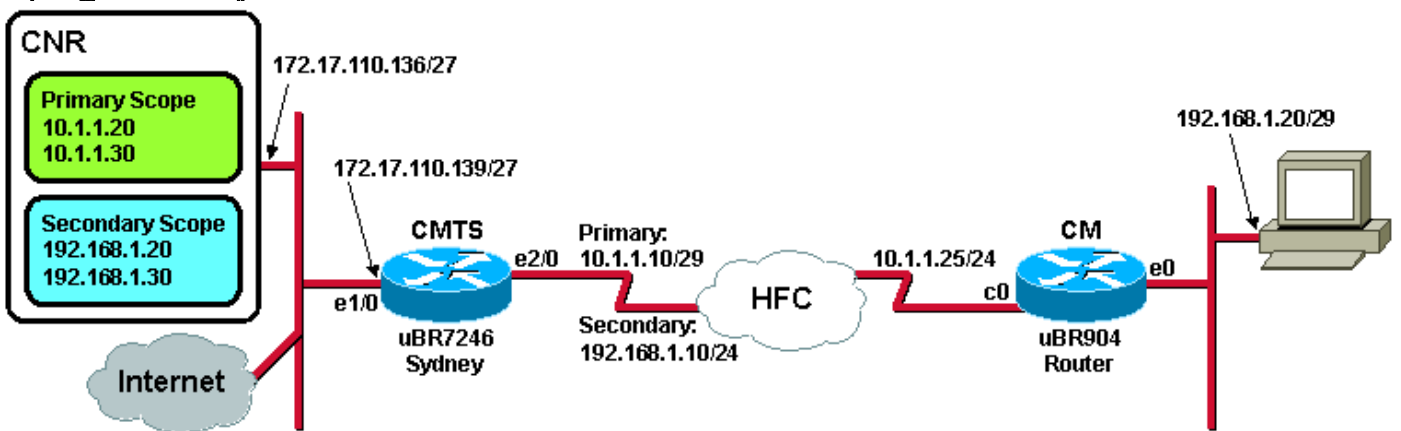 CNR
Primary Scope
10.1.1.20
10.1.1.30
Secondary Scope
192.168.1.20
192.168.1.30
172.17.110.136/27
172.17.110.139/27
Internet
CMTS
e1/0
e2/0
uBR7246
Sydney
Primary:
10.1.1.10/29
Secondary:
192.168.1.10/24
HFC
10.1.1.25/24
c0
CM
e0
uBR904
Router
192.168.1.20/29